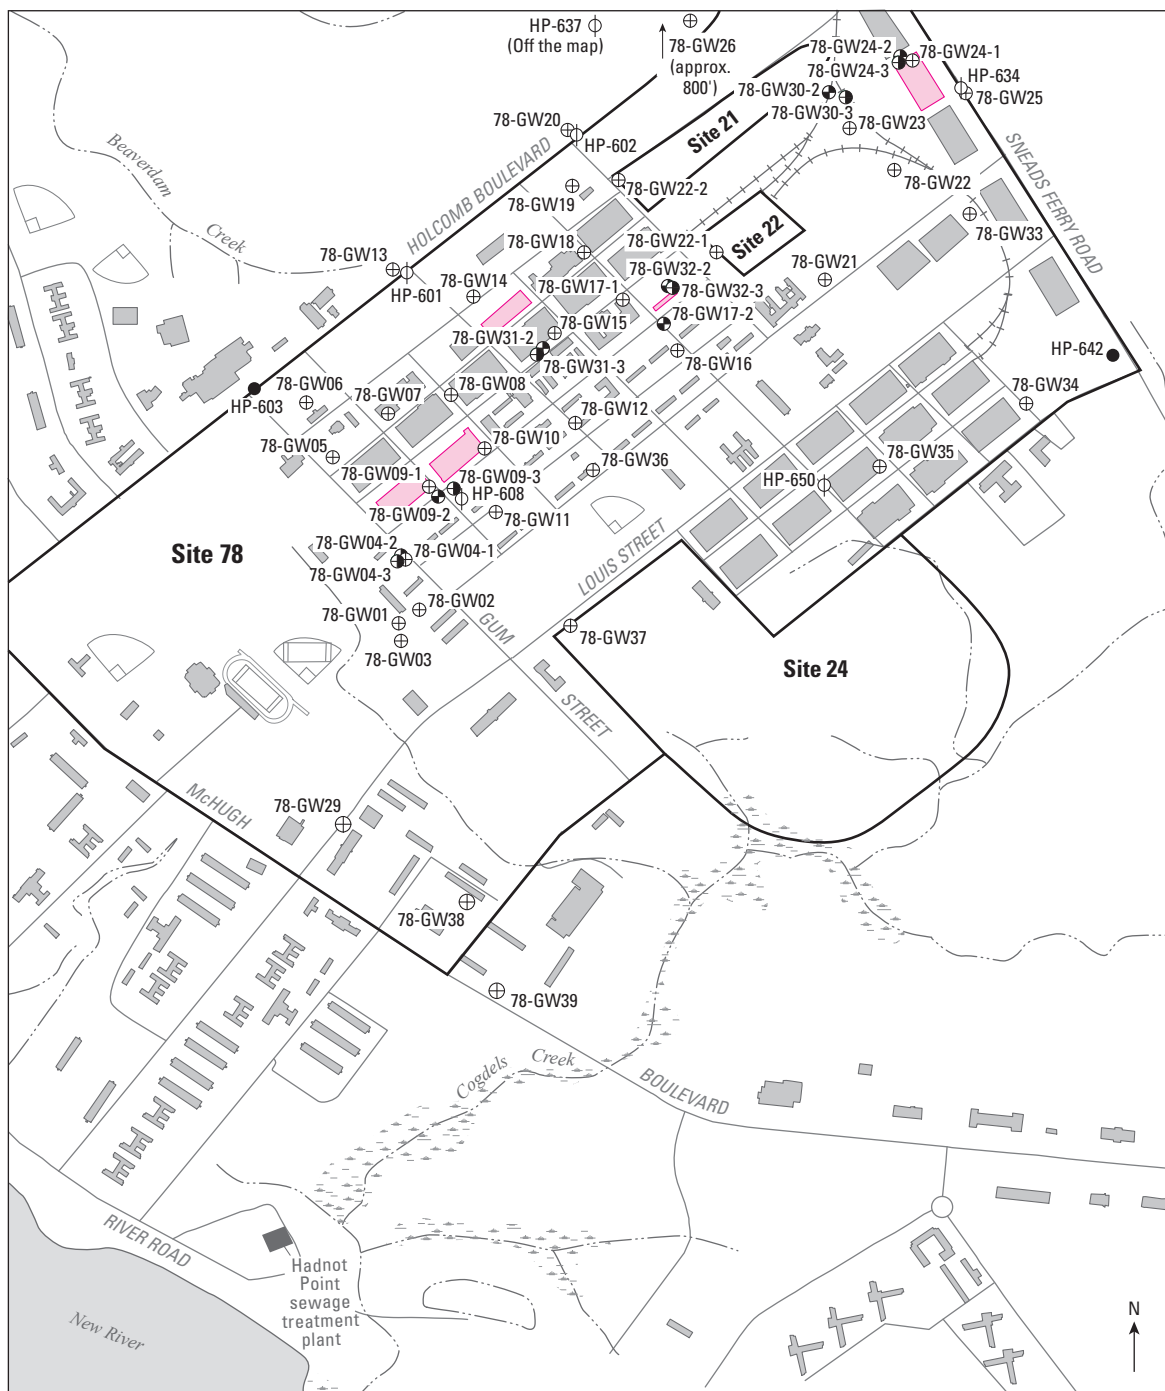 HP-637
(Off the map)
78-GW26
(approx.
800')
78-GW24-2
78-GW24-1
78-GW24-3
HP-634
78-GW30-2
78-GW25
78-GW30-3
78-GW23
78-GW20
HP-602
Site 21
Beaverdam
Creek
HOLCOMB BOULEVARD
SNEADS FERRY ROAD
78-GW22
78-GW22-2
78-GW19
78-GW33
78-GW18
78-GW22-1
Site 22
78-GW13
HP-601
78-GW32-2
78-GW21
78-GW14
78-GW17-1
78-GW32-3
78-GW17-2
78-GW15
78-GW31-2
78-GW31-3
78-GW16
HP-642
78-GW06
HP-603
78-GW08
78-GW07
78-GW34
78-GW12
78-GW10
78-GW05
78-GW09-1
78-GW09-3
78-GW36
78-GW35
HP-650
HP-608
78-GW09-2
78-GW11
78-GW04-2
78-GW04-1
Site 78
78-GW04-3
LOUIS STREET
78-GW02
78-GW01
78-GW37
78-GW03
GUM
STREET
Site 24
McHUGH
78-GW29
78-GW38
78-GW39
Cogdels
Creek
BOULEVARD
RIVER ROAD
Hadnot
Point
sewage
treatment
plant
New River
N